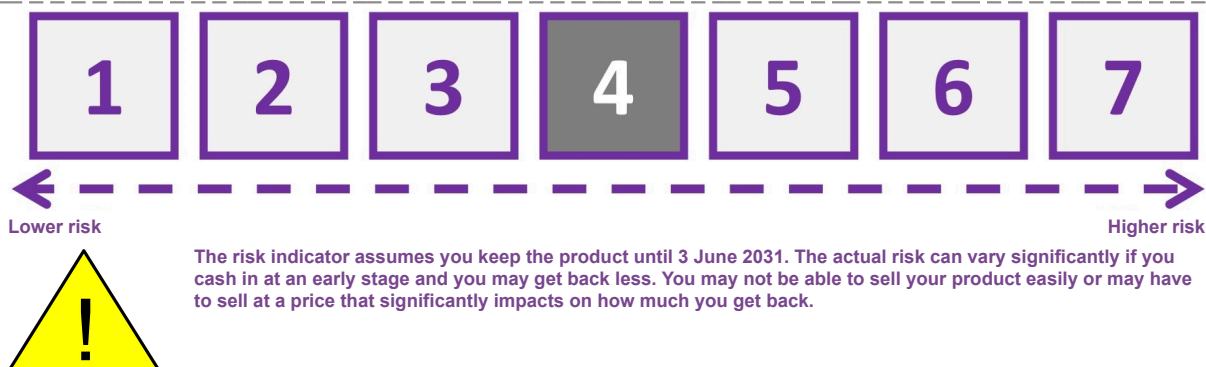 1 2 3 4 5 6 7
Lower risk Higher risk
The risk indicator assumes you keep the product until 3 June 2031. The actual risk can vary significantly if you
cash in at an early stage and you may get back less. You may not be able to sell your product easily or may have
to sell at a price that significantly impacts on how much you get back.
!